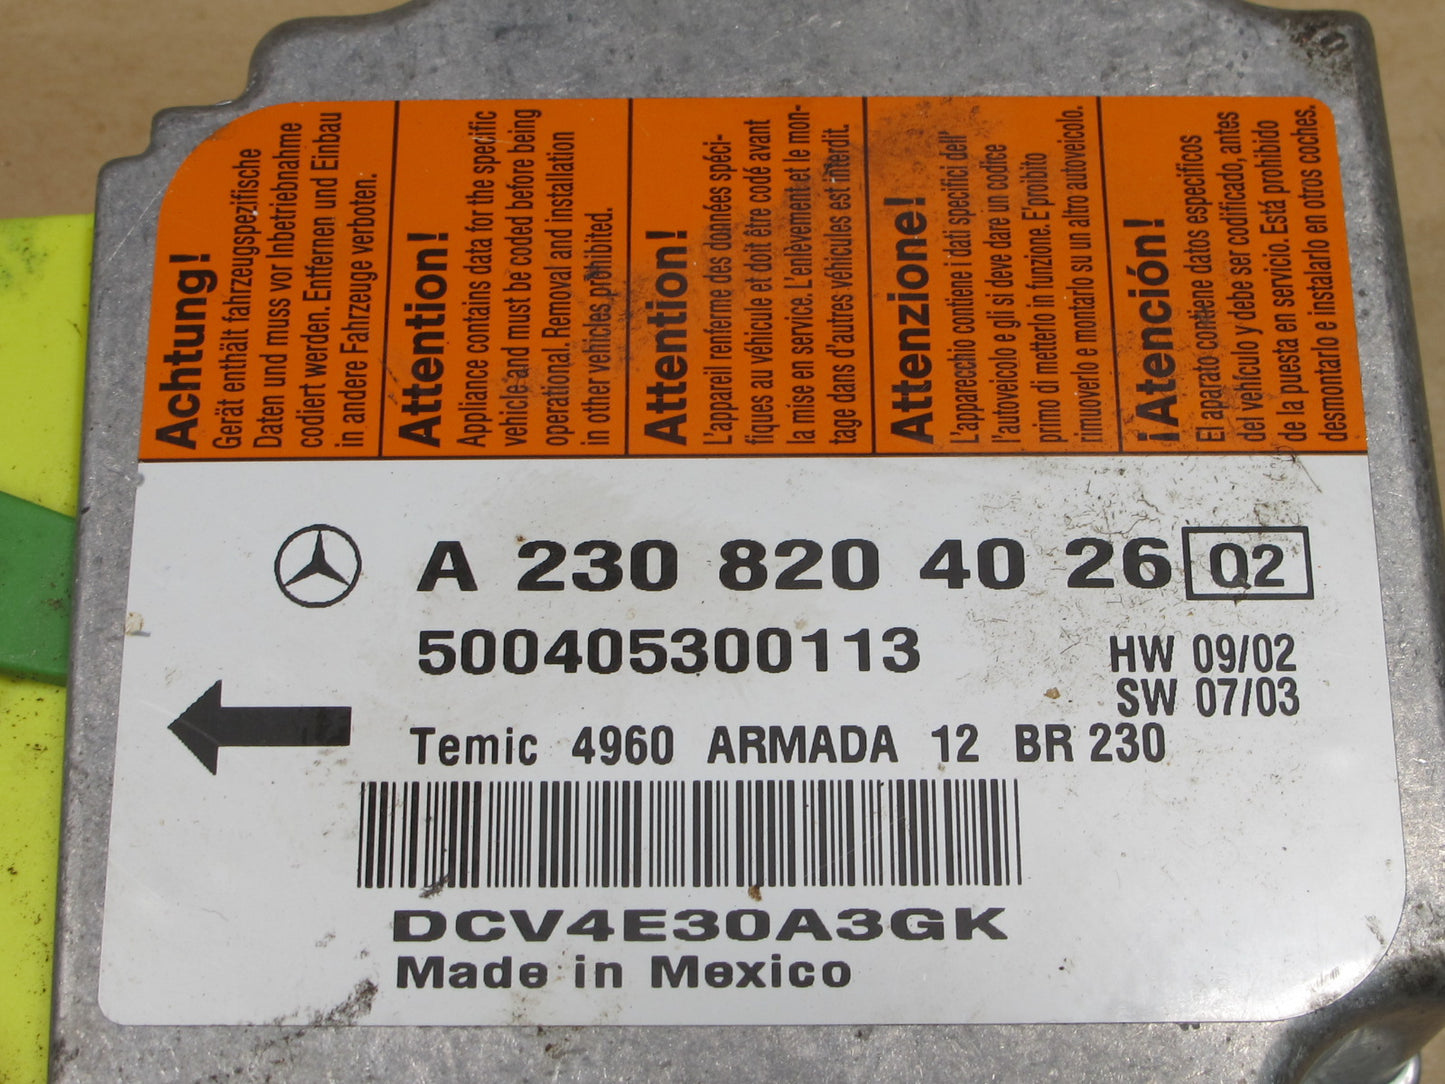 Achtung!
Gerät enthält fahrzeugspezifische
Daten und muss vor Inbetriebnahme
codiert werden. Entfernen und Einbau
in andere Fahrzeuge verboten.
Attention!
Appliance contains data for the specific
vehicle and must be coded before being
operational. Removal and installation
in other vehicles prohibited.
Attention!
L'appareil renferme des données spéci-
fiques au véhicule et doit être codé avant
la mise en service. L'enlèvement et le mon-
tage dans d'autres véhicules est interdit.
Attenzione!
L'apparecchio contiene i dati specifici dell'
l'autoveicolo e gli si deve dare un codice
primo di metterlo in funzione. E'proibito
rimuoverlo e montarlo su un altro autoveicolo.
¡Atención!
El aparato contiene datos específicos
del vehículo y debe ser codificado, antes
de la puesta en servicio. Está prohibido
desmontarlo e instalarlo en otros coches.
A 230 820 40 26 Q2
500405300113 HW 09/02
SW 07/03
Temic 4960 ARMADA 12 BR 230
DCV4E30A3GK
Made in Mexico